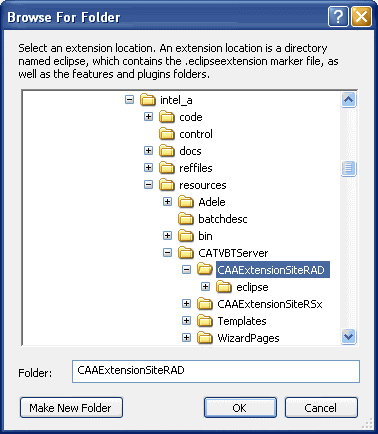 Browse For Folder
Select an extension location. An extension location is a directory
named eclipse, which contains the .eclipseextension marker file, as
well as the features and plugins folders.
intel_a
code
control
docs
reffiles
resources
Adele
batchdesc
bin
CATVBTServer
CAAExtensionSiteRAD
eclipse
CAAExtensionSiteRSx
Templates
WizardPages
Folder: CAAExtensionSiteRAD
Make New Folder OK Cancel